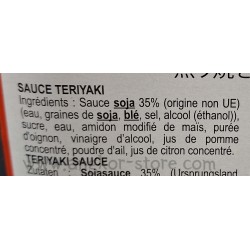 SAUCE TERIYAKI
Ingrédients : Sauce soja 35% (origine non UE)
(eau, graines de soja, blé, sel, alcool (éthanol)),
sucre, eau, amidon modifié de maïs, purée
d'oignon, vinaigre d'alcool, jus de pomme
concentré, poudre d'ail, jus de citron concentré.
TERIYAKI SAUCE
Zutaten : Sojasauce 35% (Ursprungsland